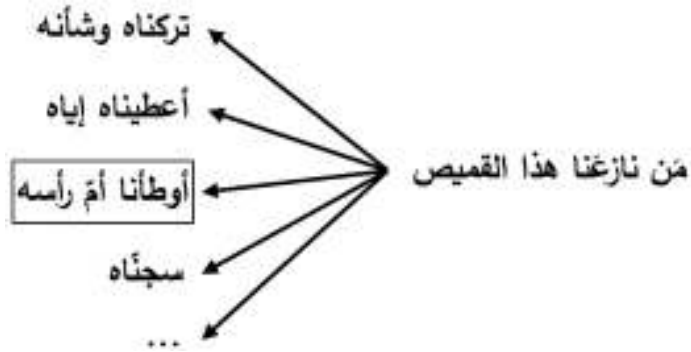 مَن نازعَنا هذا القميص
تركناه وشأنه
أعطيناه إياه
أوطأنا أمّ رأسه
سجنّاه
...